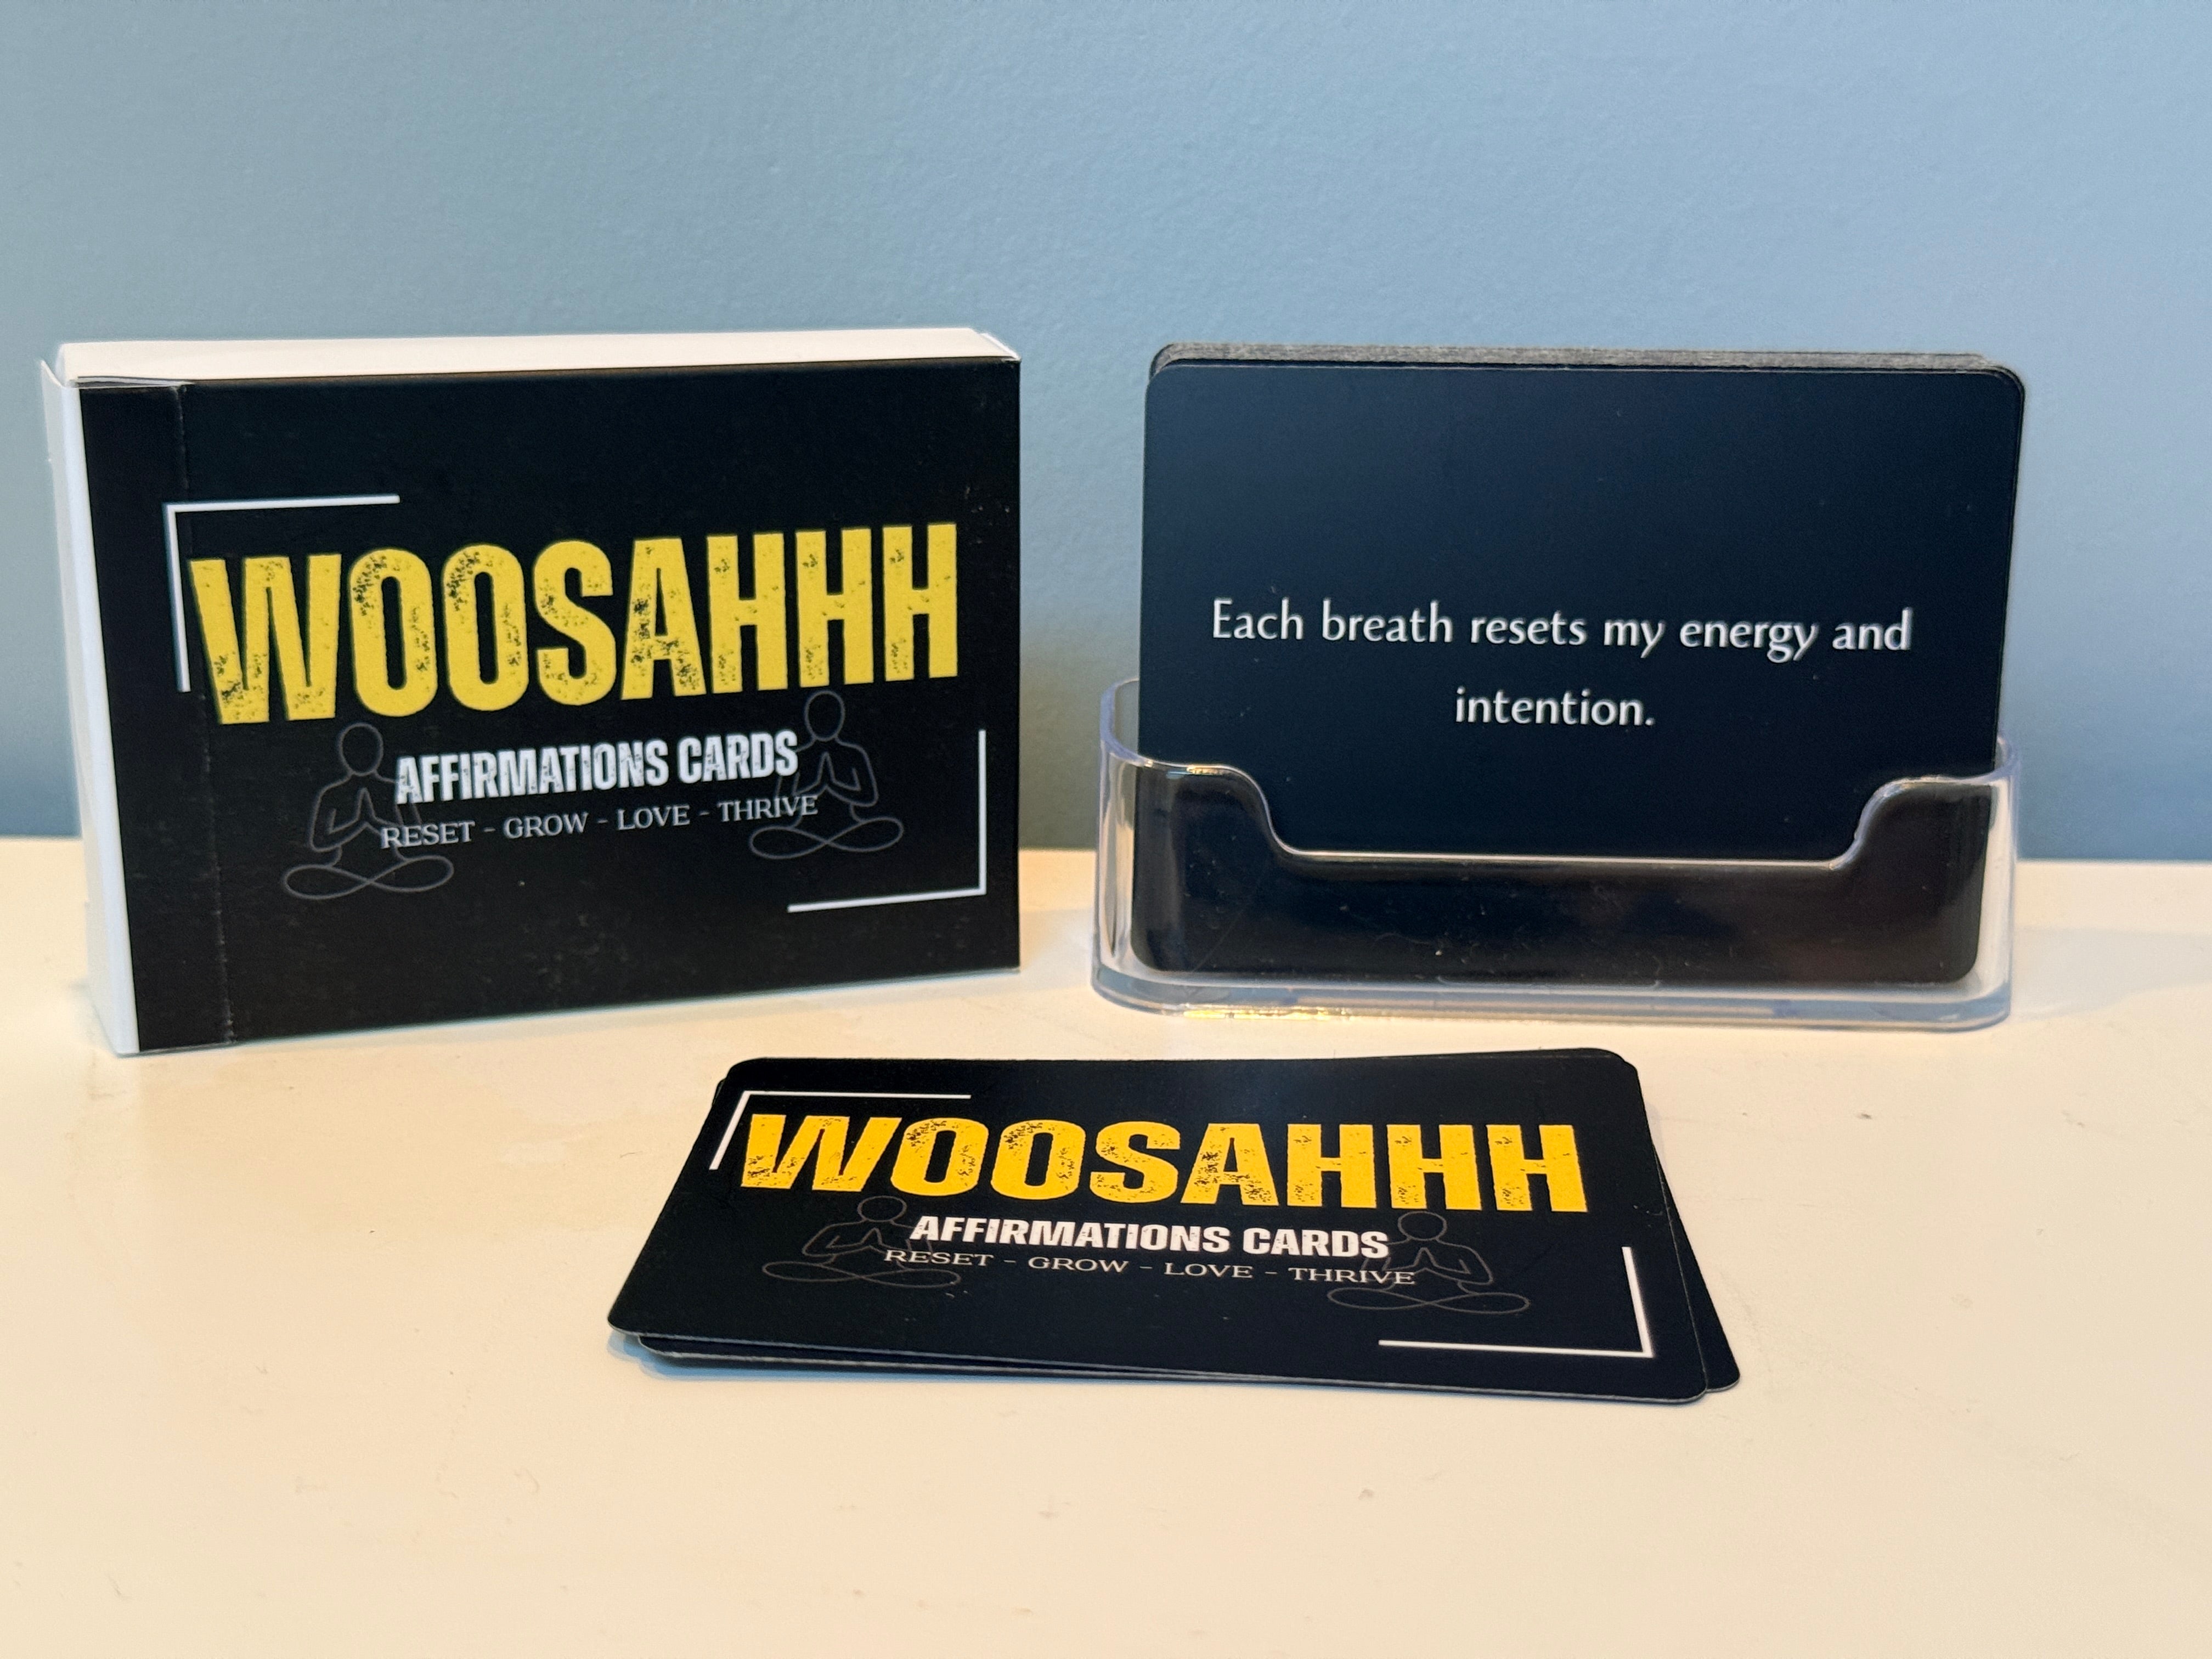 WOOSAHHH
AFFIRMATIONS CARDS
RESET - GROW - LOVE - THRIVE
Each breath resets my energy and
intention.
WOOSAHHH
AFFIRMATIONS CARDS
RESET - GROW - LOVE - THRIVE